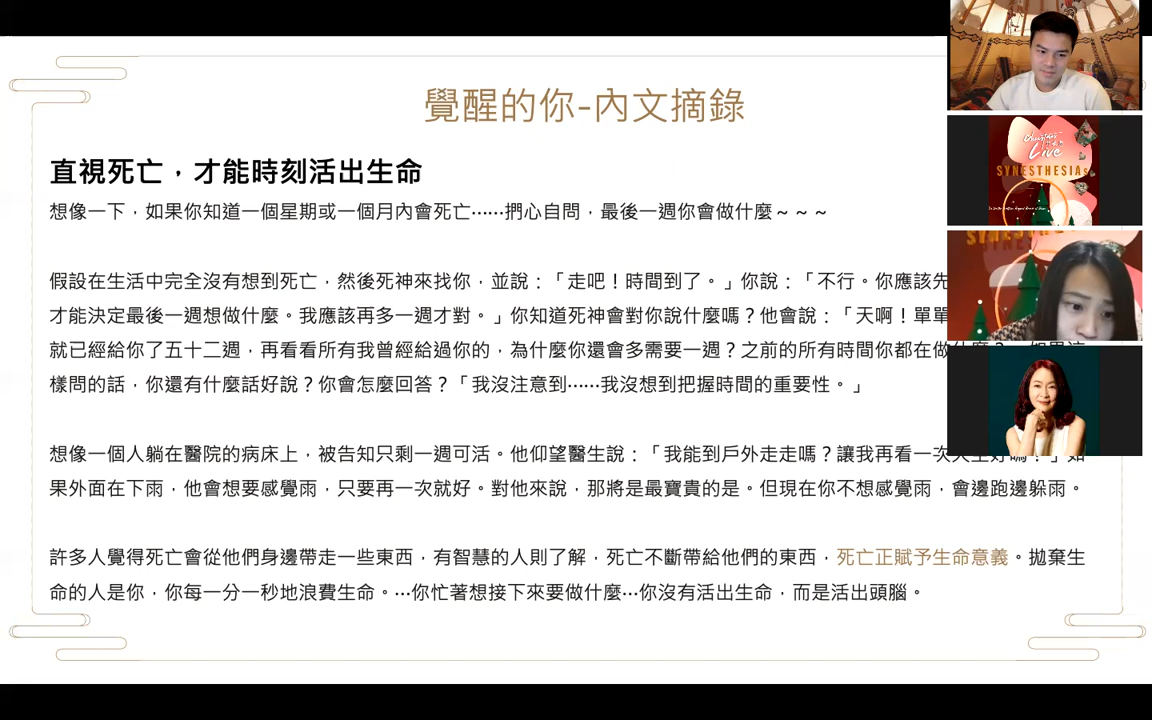 覺醒的你-內文摘錄
直視死亡，才能時刻活出生命
想像一下，如果你知道一個星期或一個月內會死亡⋯⋯捫心自問，最後一週你會做什麼～～～
假設在生活中完全沒有想到死亡，然後死神來找你，並說：「走吧！時間到了。」你說：「不行。你應該先
才能決定最後一週想做什麼。我應該再多一週才對。」你知道死神會對你說什麼嗎？他會說：「天啊！單單
就已經給你了五十二週，再看看所有我曾經給過你的，為什麼你還會多需要一週？之前的所有時間你都在做
樣問的話，你還有什麼話好說？你會怎麼回答？「我沒注意到⋯⋯我沒想到把握時間的重要性。」
想像一個人躺在醫院的病床上，被告知只剩一週可活。他仰望醫生說：「我能到戶外走走嗎？讓我再看一次
果外面在下雨，他會想要感覺雨，只要再一次就好。對他來說，那將是最寶貴的是。但現在你不想感覺雨，會邊跑邊躲雨。
許多人覺得死亡會從他們身邊帶走一些東西，有智慧的人則了解，死亡不斷帶給他們的東西，死亡正賦予生命意義。拋棄生
命的人是你，你每一分一秒地浪費生命。⋯你忙著想接下來要做什麼⋯你沒有活出生命，而是活出頭腦。
Live
SYNESTHESIAs